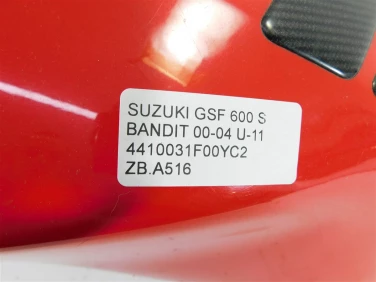 SUZUKI GSF 600 S
BANDIT 00-04 U-11
4410031F00YC2
ZB.A516